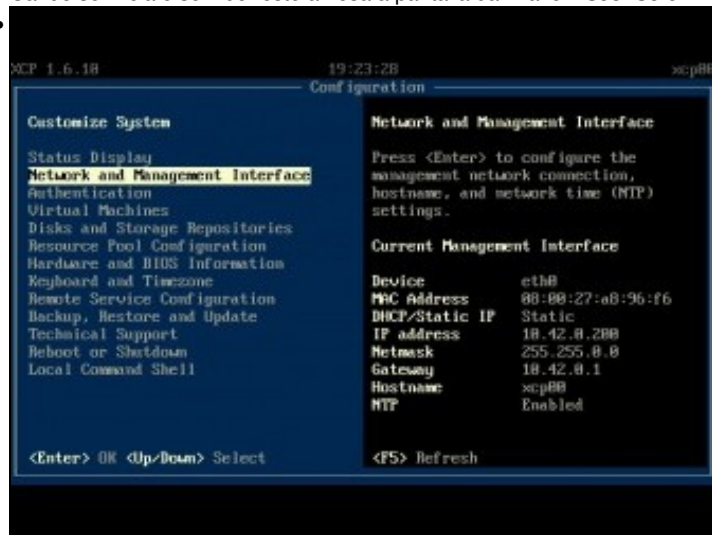 XCP 1.6.10 19:23:28 xcp00
Configuration
Customize System
Status Display
Network and Management Interface
Authentication
Virtual Machines
Disks and Storage Repositories
Resource Pool Configuration
Hardware and BIOS Information
Keyboard and Timezone
Remote Service Configuration
Backup, Restore and Update
Technical Support
Reboot or Shutdown
Local Command Shell
<Enter> OK <Up/Down> Select
Network and Management Interface
Press <Enter> to configure the
management network connection,
hostname, and network time (NTP)
settings.
Current Management Interface
Device eth0
MAC Address 08:00:27:a8:96:f6
DHCP/Static IP Static
IP address 10.42.0.200
Netmask 255.255.0.0
Gateway 10.42.0.1
Hostname xcp00
NTP Enabled
<F5> Refresh